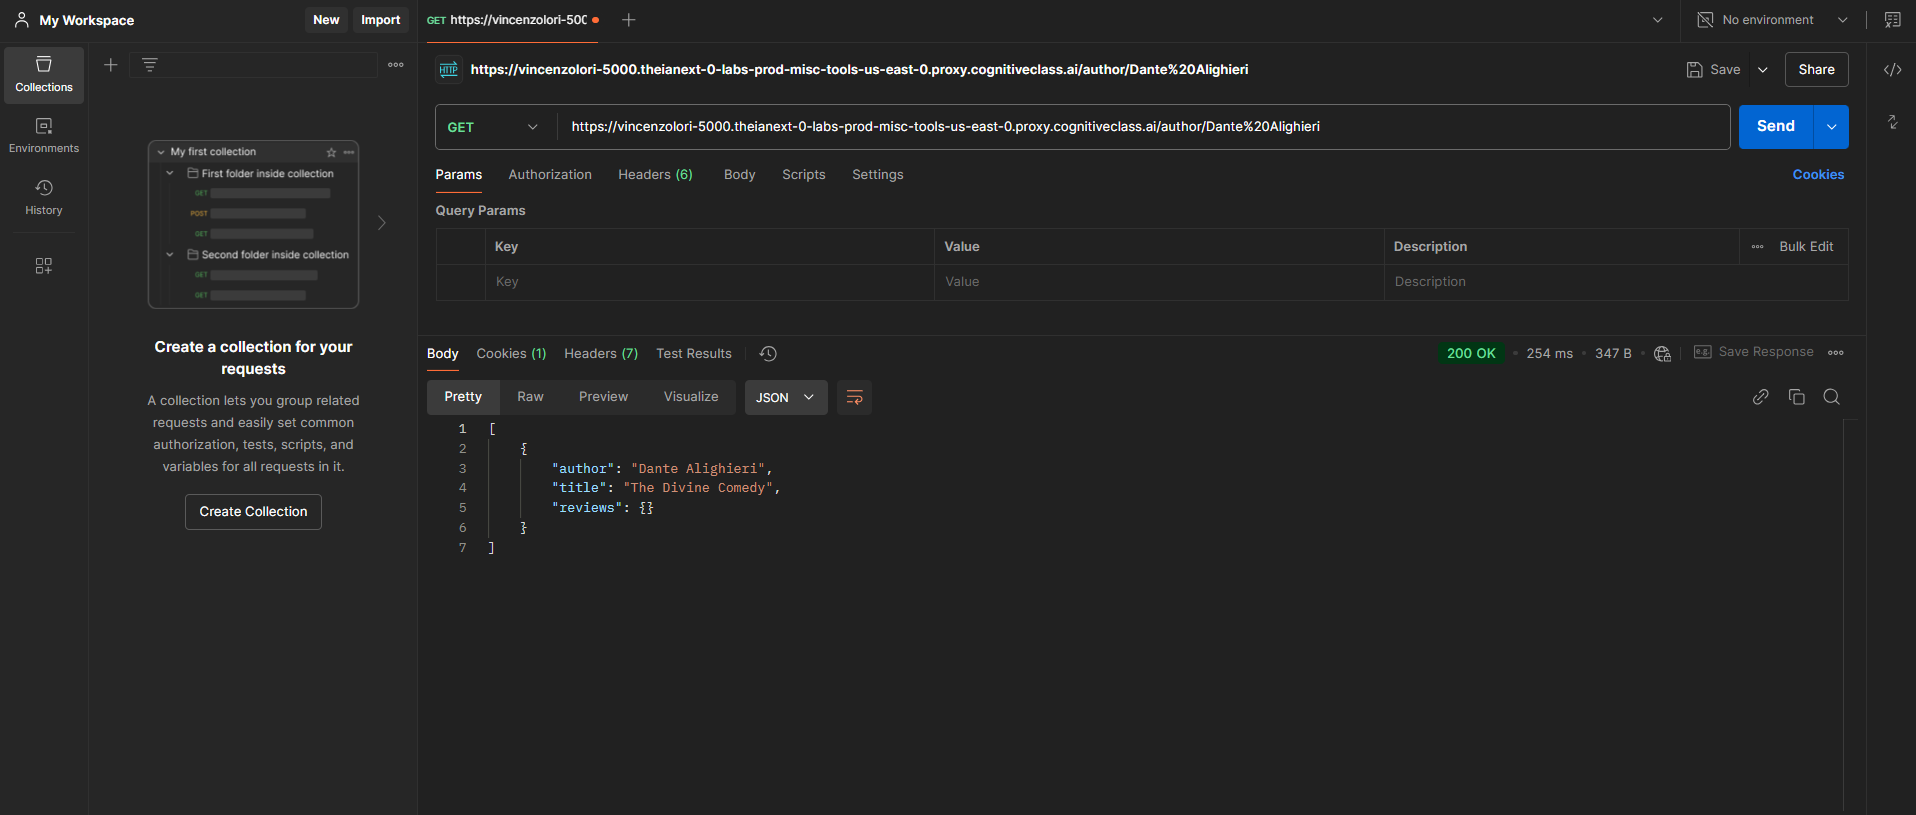 My Workspace
New
Import
GET https://vincenzolori-500
No environment
Collections
Environments
History
My first collection
First folder inside collection
GET
POST
GET
Second folder inside collection
GET
GET
Create a collection for your
requests
A collection lets you group related
requests and easily set common
authorization, tests, scripts, and
variables for all requests in it.
Create Collection
HTTP https://vincenzolori-5000.theianext-0-labs-prod-misc-tools-us-east-0.proxy.cognitiveclass.ai/author/Dante%20Alighieri
Save
Share
GET https://vincenzolori-5000.theianext-0-labs-prod-misc-tools-us-east-0.proxy.cognitiveclass.ai/author/Dante%20Alighieri
Send
Params Authorization Headers (6) Body Scripts Settings
Cookies
Query Params
Key Value Description Bulk Edit
Key Value Description
Body Cookies (1) Headers (7) Test Results
200 OK 254 ms 347 B
e.g. Save Response
Pretty Raw Preview Visualize JSON
1 [
2 {
3 "author": "Dante Alighieri",
4 "title": "The Divine Comedy",
5 "reviews": {}
6 }
7 ]